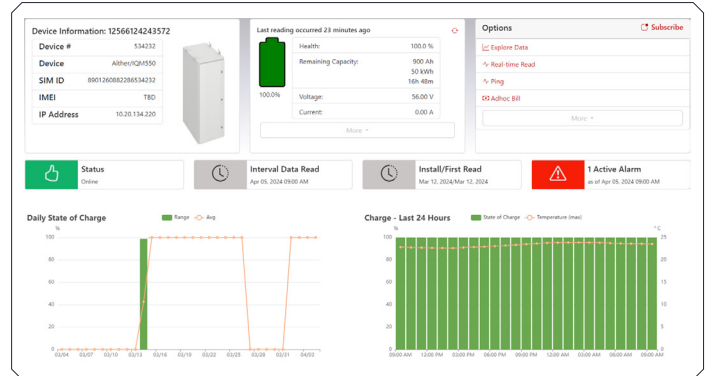 Device Information: 12566124243572
Device # 534232
Device Aither/IQM550
SIM ID 8901260882286534232
IMEI TBD
IP Address 10.20.134.220
Last reading occurred 23 minutes ago
Health: 100.0 %
Remaining Capacity: 900 Ah
50 kWh
16h 48m
100.0%
Voltage: 56.00 V
Current: 0.00 A
More
Options
Subscribe
Explore Data
Real-time Read
Ping
Adhoc Bill
More
Status
Online
Interval Data Read
Apr 05, 2024 09:00 AM
Install/First Read
Mar 12, 2024/Mar 12, 2024
1 Active Alarm
as of Apr 05, 2024 09:00 AM
Daily State of Charge
Range Avg
%
100
80
60
40
20
0
03/04 03/07 03/10 03/13 03/16 03/19 03/22 03/25 03/28 03/31 04/03
Charge - Last 24 Hours
State of Charge Temperature (max)
% °C
100 25
80 20
60 15
40 10
20 5
0 0
09:00 AM 12:00 PM 03:00 PM 06:00 PM 09:00 PM 12:00 AM 03:00 AM 06:00 AM 09:00 AM